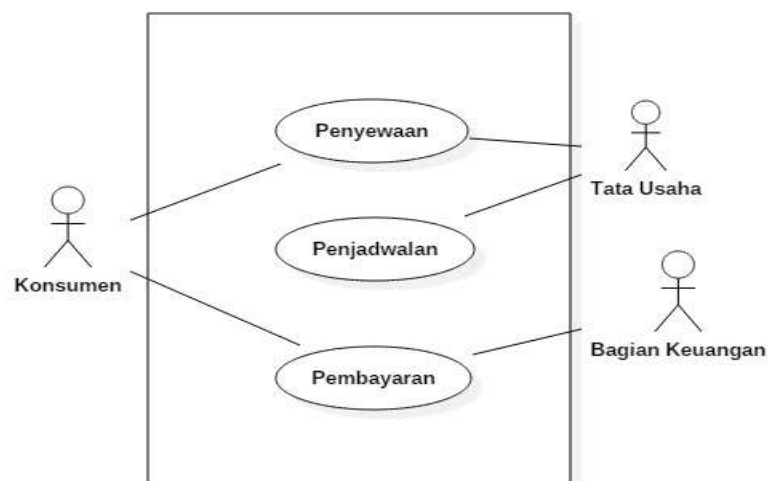 Penyewaan
Tata Usaha
Penjadwalan
Konsumen
Bagian Keuangan
Pembayaran